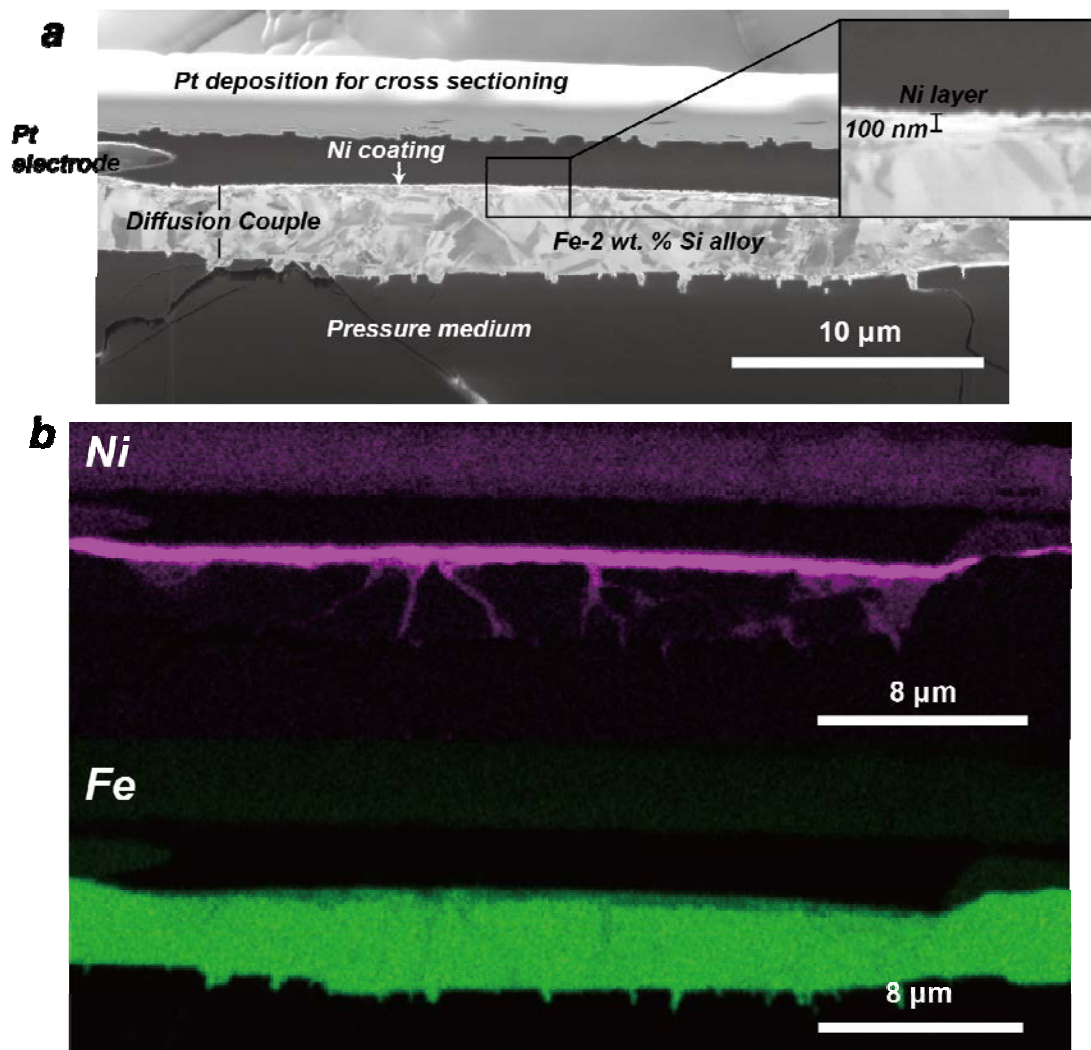 a
Pt deposition for cross sectioning
Ni layer
100 nm
Pt
electrode
Ni coating
Diffusion Couple
Fe-2 wt. % Si alloy
Pressure medium
10 µm
b
Ni
8 µm
Fe
8 µm